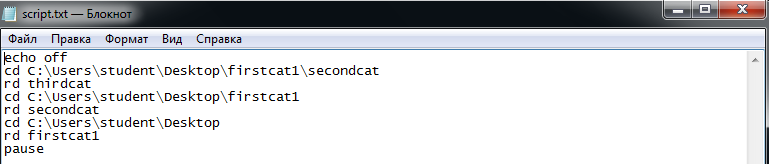 script.txt — Блокнот
Файл Правка Формат Вид Справка
echo off
cd C:\Users\student\Desktop\firstcat1\secondcat
rd thirdcat
cd C:\Users\student\Desktop\firstcat1
rd secondcat
cd C:\Users\student\Desktop
rd firstcat1
pause